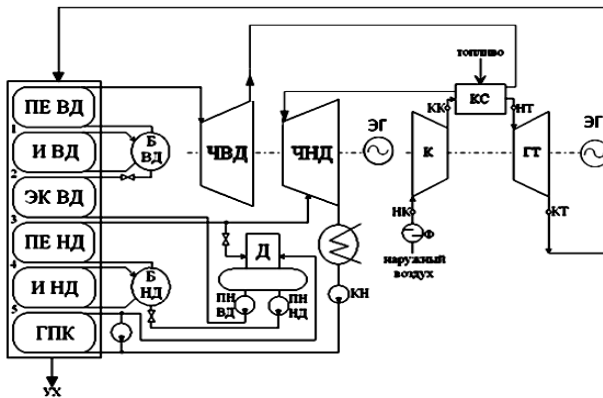 топливо
ПЕ ВД
1
И ВД
2
ЭК ВД
3
ПЕ НД
4
И НД
5
ГПК
УХ
Б
ВД
Б
НД
ЧВД
ЧНД
ЭГ
Д
ПН
ВД
ПН
НД
КН
К
КК
КС
НТ
ГТ
НК
Ф
наружный
воздух
КТ
ЭГ